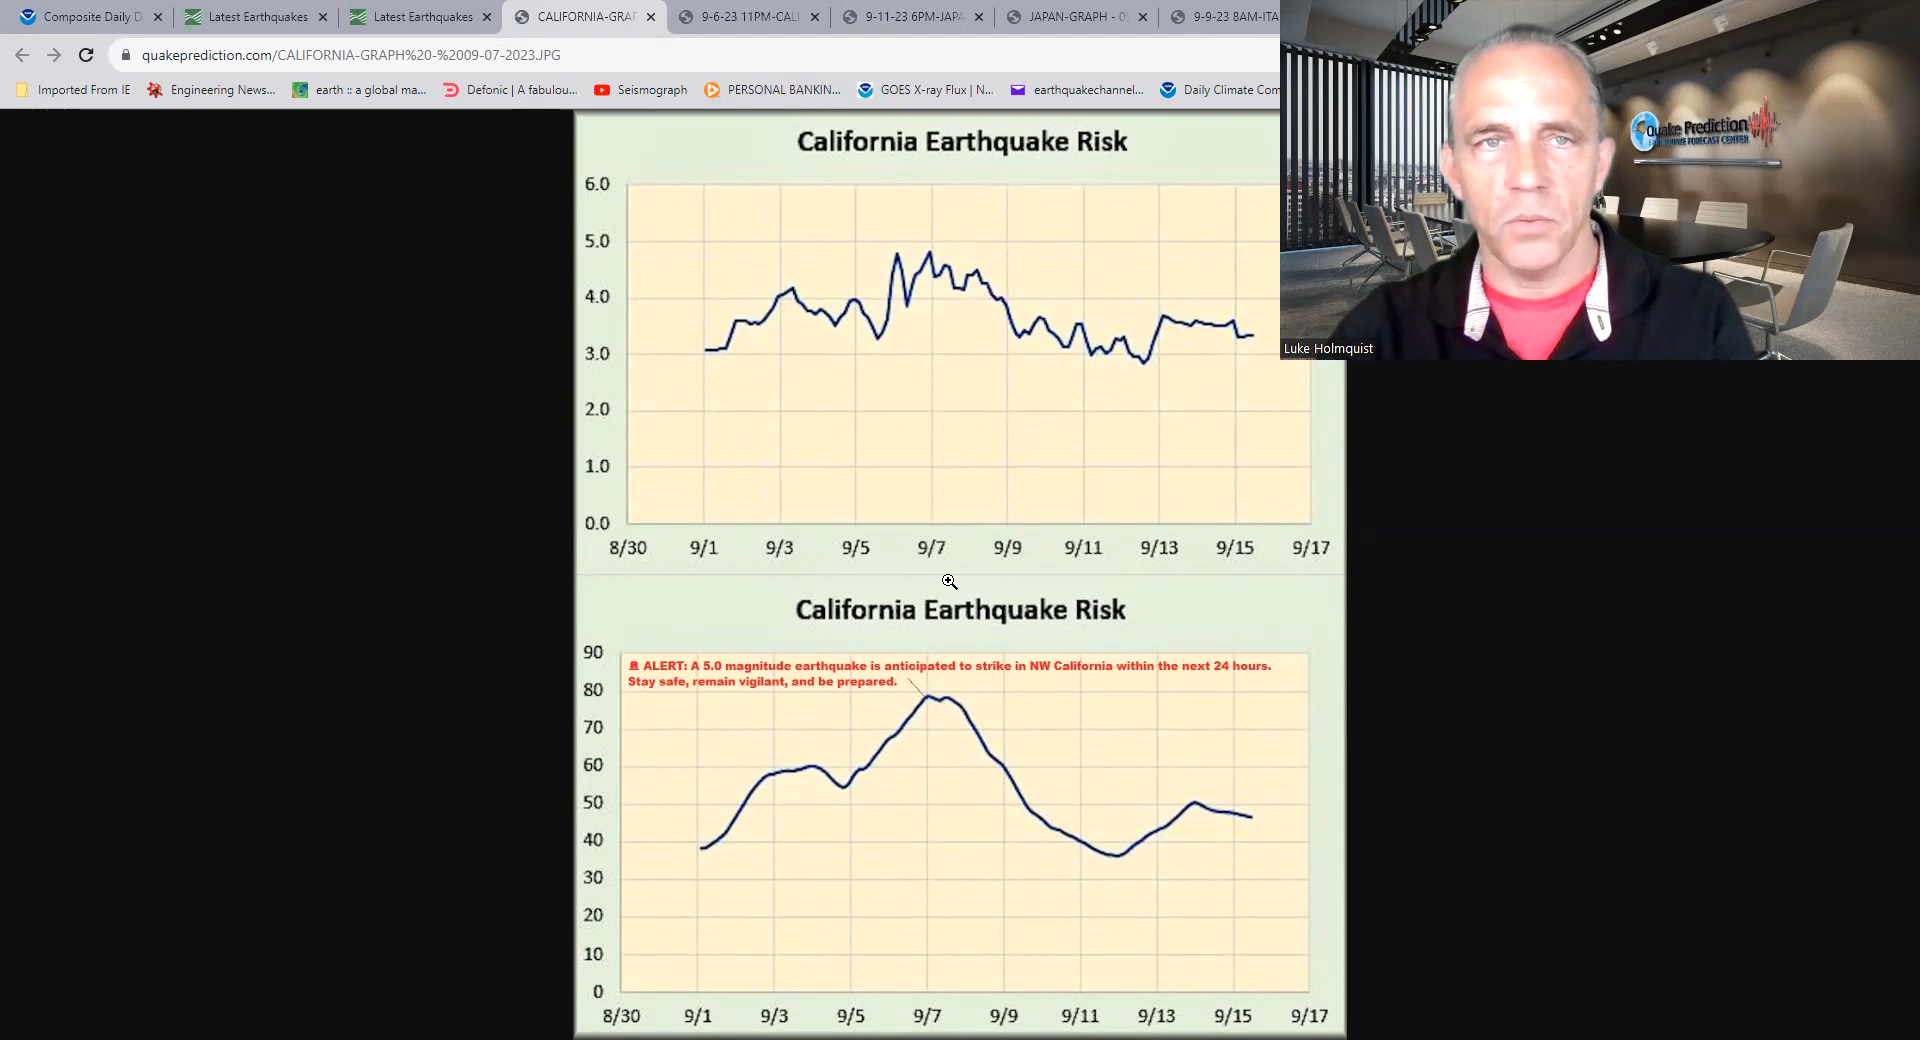 Composite Daily D
Latest Earthquakes
Latest Earthquakes
CALIFORNIA-GRAP
9-6-23 11PM-CALI
9-11-23 6PM-JAPA
JAPAN-GRAPH - 09
9-9-23 8AM-ITA
quakeprediction.com/CALIFORNIA-GRAPH%20-%2009-07-2023.JPG
Imported From IE
Engineering News...
earth :: a global ma...
Defonic | A fabulou...
Seismograph
PERSONAL BANKIN...
GOES X-ray Flux | N...
earthquakechannel...
Daily Climate Com
Quake Prediction
EARTHQUAKE FORECAST CENTER
Luke Holmquist
California Earthquake Risk
6.0
5.0
4.0
3.0
2.0
1.0
0.0
8/30 9/1 9/3 9/5 9/7 9/9 9/11 9/13 9/15 9/17
California Earthquake Risk
90
🚨 ALERT: A 5.0 magnitude earthquake is anticipated to strike in NW California within the next 24 hours.
Stay safe, remain vigilant, and be prepared.
80
70
60
50
40
30
20
10
0
8/30 9/1 9/3 9/5 9/7 9/9 9/11 9/13 9/15 9/17